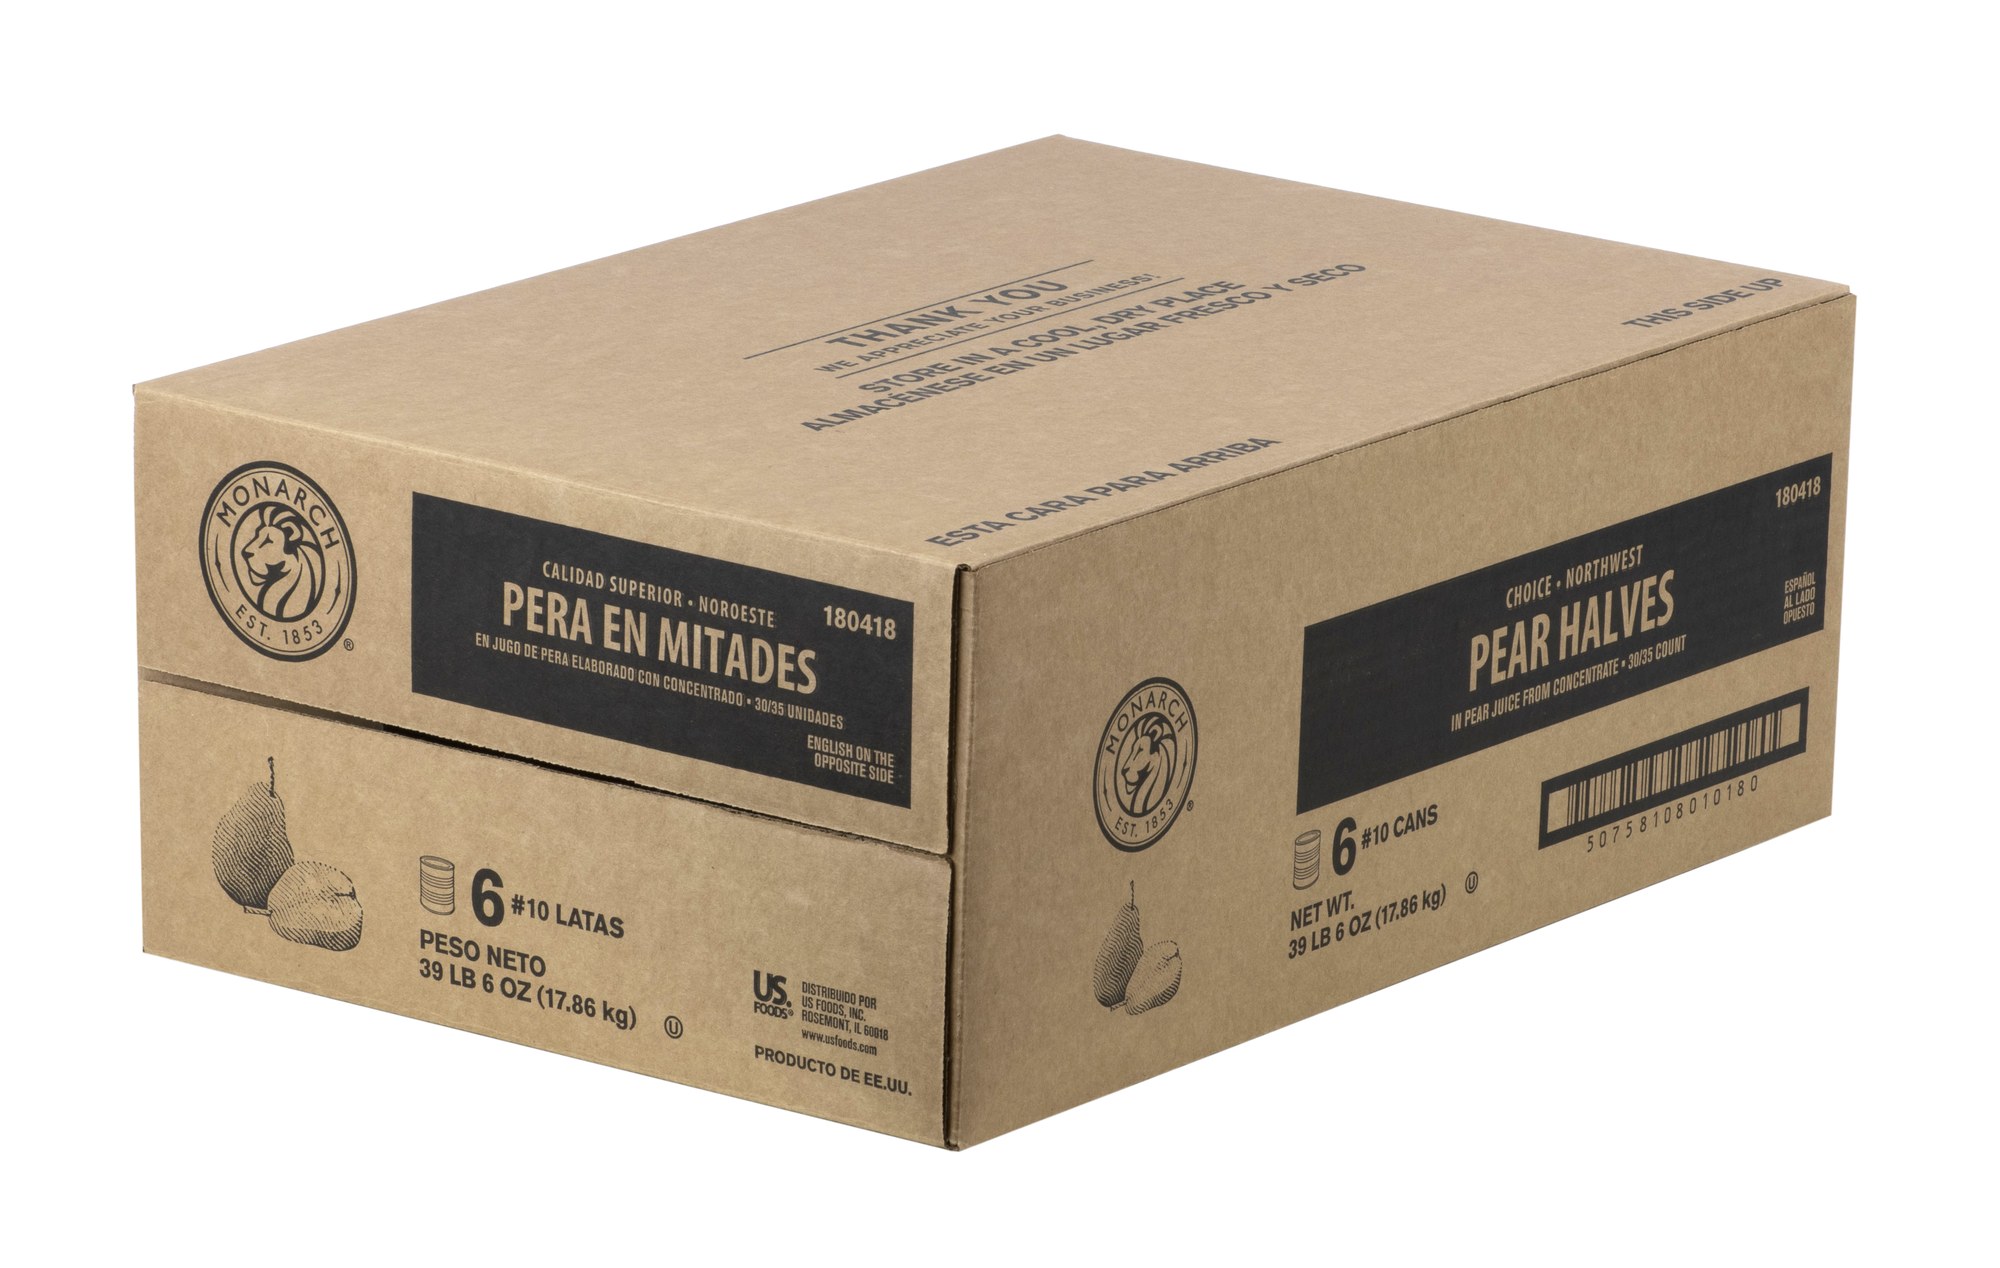 THANK YOU
WE APPRECIATE YOUR BUSINESS!
STORE IN A COOL, DRY PLACE
ALMACÉNESE EN UN LUGAR FRESCO Y SECO
THIS SIDE UP
ESTA CARA PARA ARRIBA
MONARCH
EST. 1853
®
CALIDAD SUPERIOR • NOROESTE
PERA EN MITADES
180418
EN JUGO DE PERA ELABORADO CON CONCENTRADO • 30/35 UNIDADES
ENGLISH ON THE
OPPOSITE SIDE
6 #10 LATAS
PESO NETO
39 LB 6 OZ (17.86 kg)
U
US.
FOODS®
DISTRIBUIDO POR
US FOODS, INC.
ROSEMONT, IL 60018
www.usfoods.com
PRODUCTO DE EE.UU.
MONARCH
EST. 1853
®
180418
CHOICE • NORTHWEST
PEAR HALVES
IN PEAR JUICE FROM CONCENTRATE • 30/35 COUNT
ESPAÑOL
AL LADO
OPUESTO
6 #10 CANS
NET WT.
39 LB 6 OZ (17.86 kg)
U
50758108010180